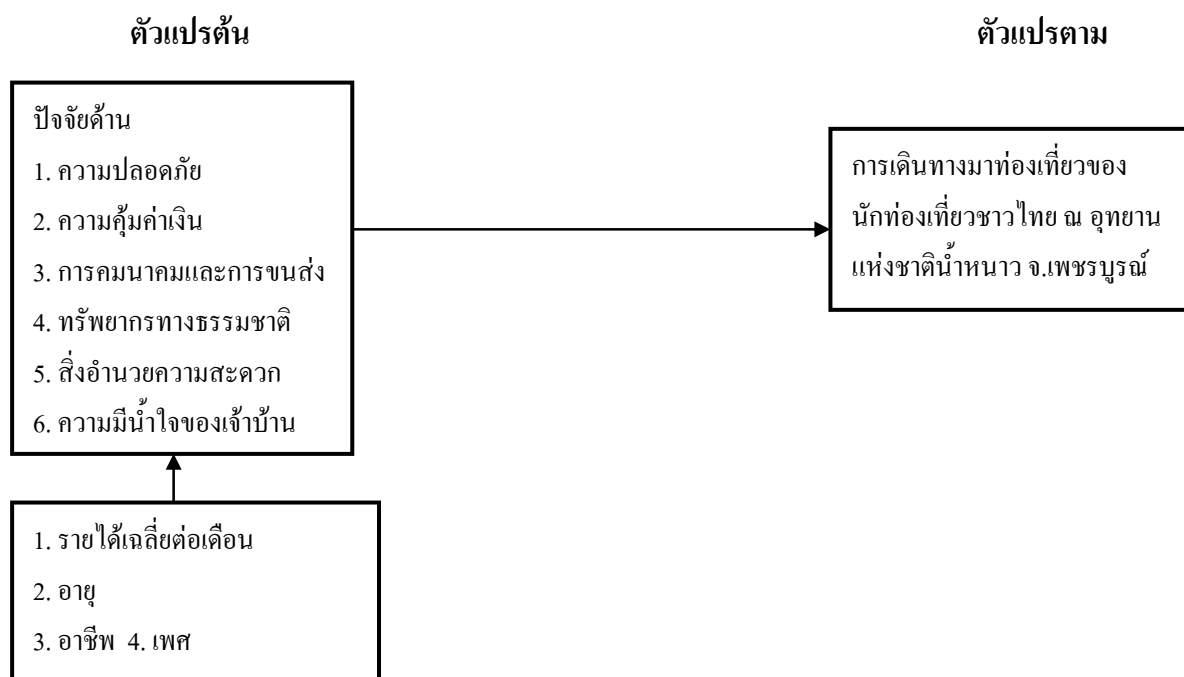 ตัวแปรต้น
ตัวแปรตาม
ปัจจัยด้าน
1. ความปลอดภัย
2. ความคุ้มค่าเงิน
3. การคมนาคมและการขนส่ง
4. ทรัพยากรทางธรรมชาติ
5. สิ่งอำนวยความสะดวก
6. ความมีน้ำใจของเจ้าบ้าน
การเดินทางมาท่องเที่ยวของ
นักท่องเที่ยวชาวไทย ณ อุทยาน
แห่งชาติน้ำหนาว จ.เพชรบูรณ์
1. รายได้เฉลี่ยต่อเดือน
2. อายุ
3. อาชีพ 4. เพศ